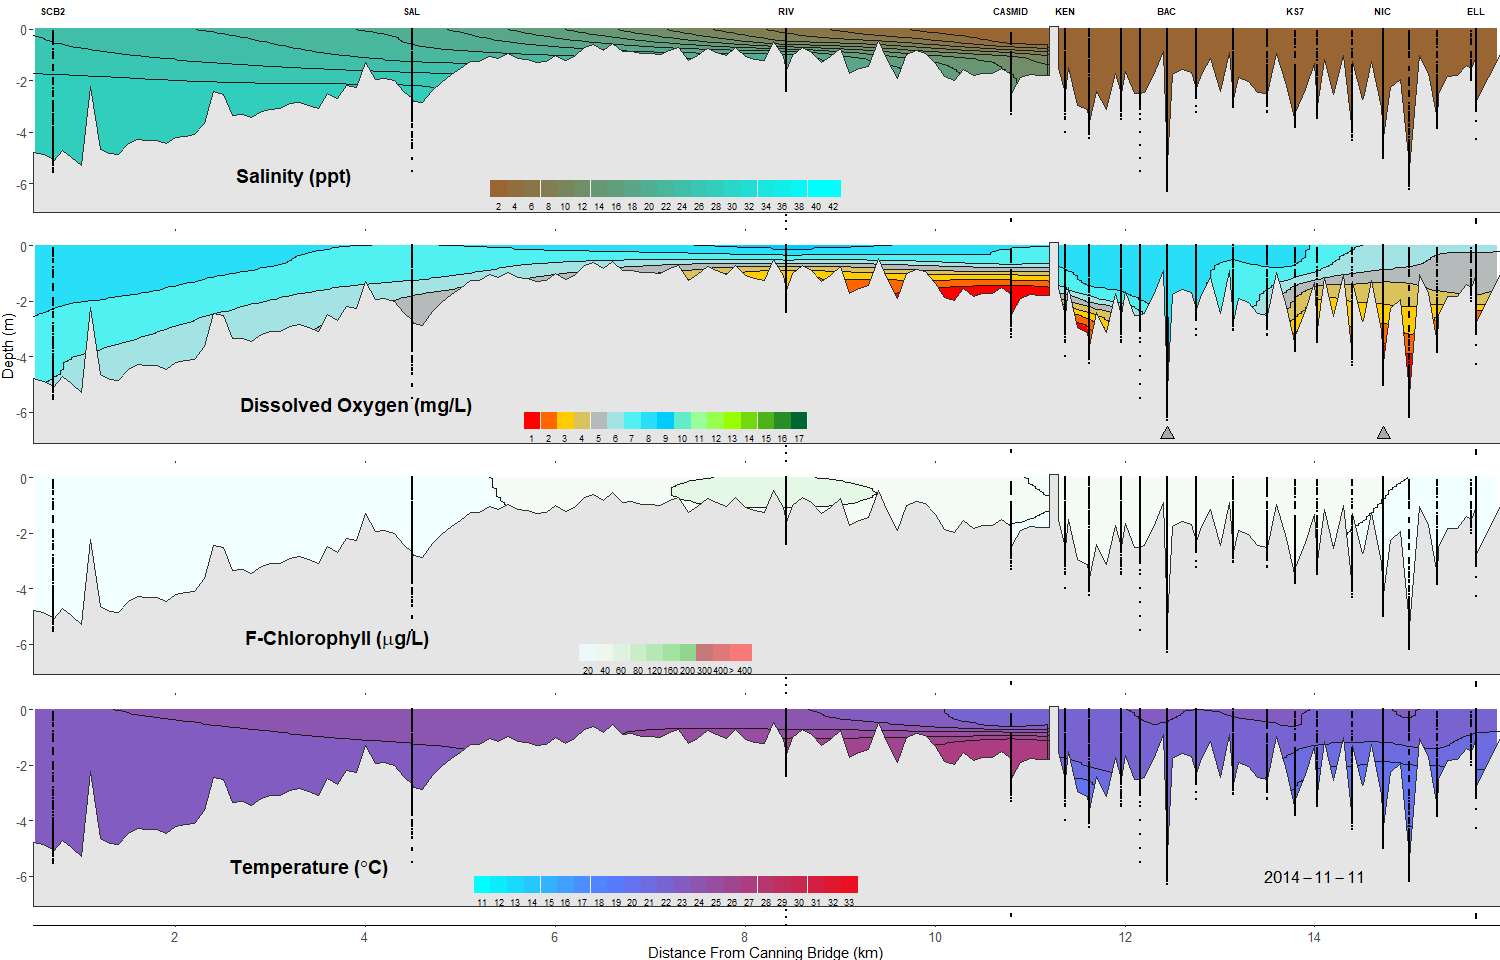 SCB2 SAL RIV CASMID KEN BAC KS7 NIC ELL
0
-2
-4
Salinity (ppt)
-6
2 4 6 8 10 12 14 16 18 20 22 24 26 28 30 32 34 36 38 40 42
0
-2
Depth (m)
-4
Dissolved Oxygen (mg/L)
-6
1 2 3 4 5 6 7 8 9 10 11 12 13 14 15 16 17
0
-2
-4
F-Chlorophyll (μg/L)
-6
20 40 60 80 120 160 200 300 400 > 400
0
-2
-4
Temperature (°C)
-6
2014 – 11 – 11
11 12 13 14 15 16 17 18 19 20 21 22 23 24 25 26 27 28 29 30 31 32 33
2 4 6 8 10 12 14
Distance From Canning Bridge (km)